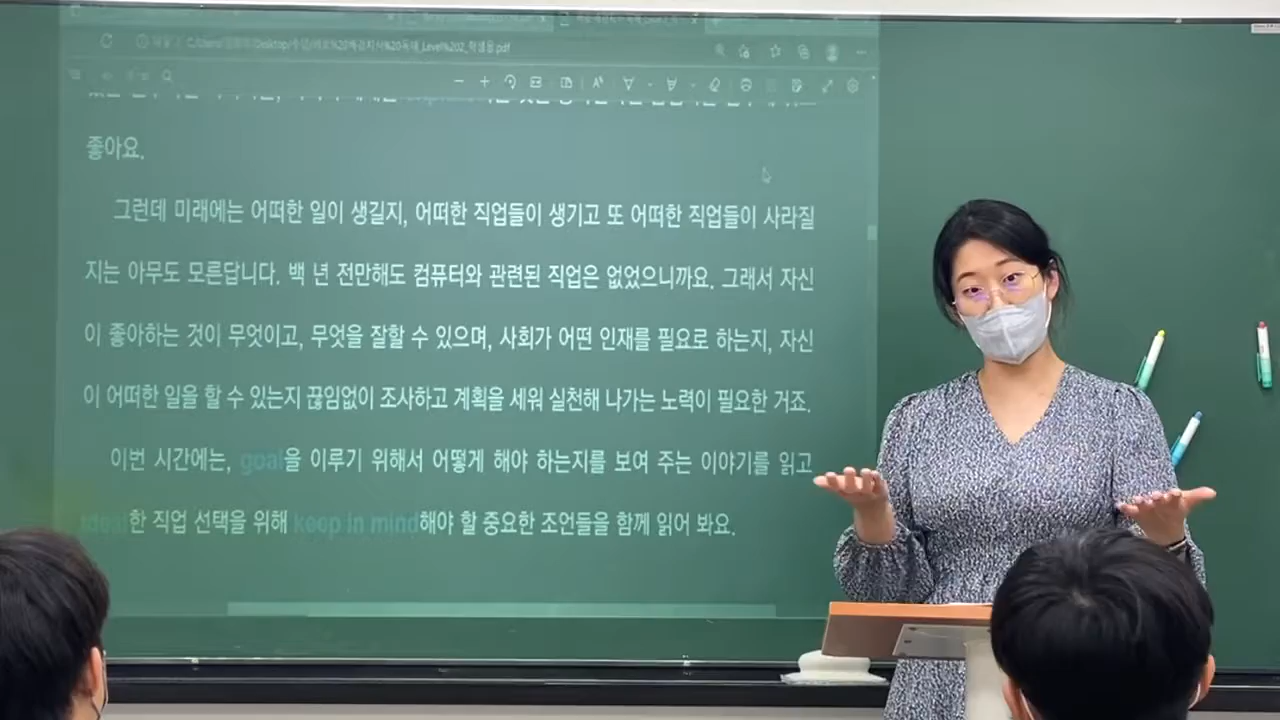 좋아요.
그런데 미래에는 어떠한 일이 생길지, 어떠한 직업들이 생기고 또 어떠한 직업들이 사라질
지는 아무도 모른답니다. 백 년 전만해도 컴퓨터와 관련된 직업은 없었으니까요. 그래서 자신
이 좋아하는 것이 무엇이고, 무엇을 잘할 수 있으며, 사회가 어떤 인재를 필요로 하는지, 자신
이 어떠한 일을 할 수 있는지 끊임없이 조사하고 계획을 세워 실천해 나가는 노력이 필요한 거죠.
이번 시간에는, goal을 이루기 위해서 어떻게 해야 하는지를 보여 주는 이야기를 읽고
ideal한 직업 선택을 위해 keep in mind해야 할 중요한 조언들을 함께 읽어 봐요.